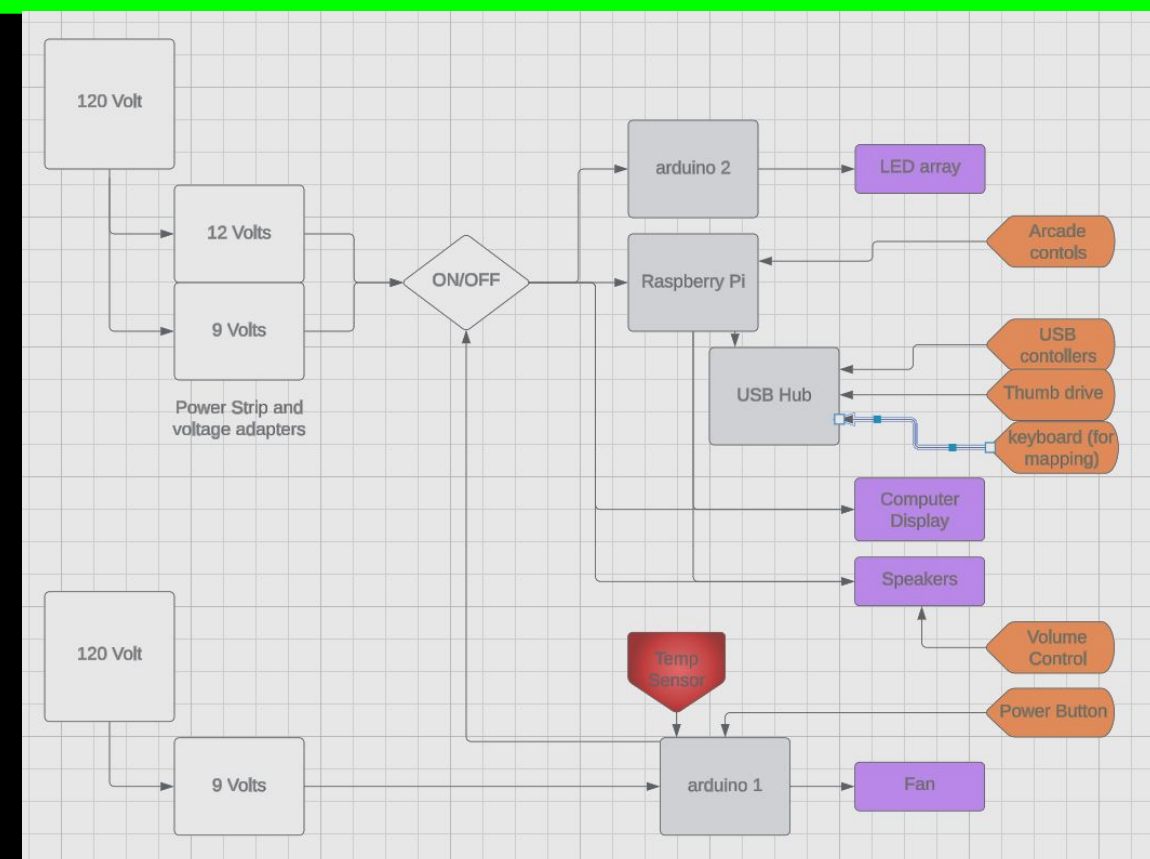 120 Volt
12 Volts
9 Volts
Power Strip and
voltage adapters
ON/OFF
arduino 2
LED array
Raspberry Pi
Arcade
contols
USB Hub
USB
contollers
Thumb drive
keyboard (for
mapping)
Computer
Display
Speakers
Volume
Control
120 Volt
Temp
Sensor
Power Button
9 Volts
arduino 1
Fan